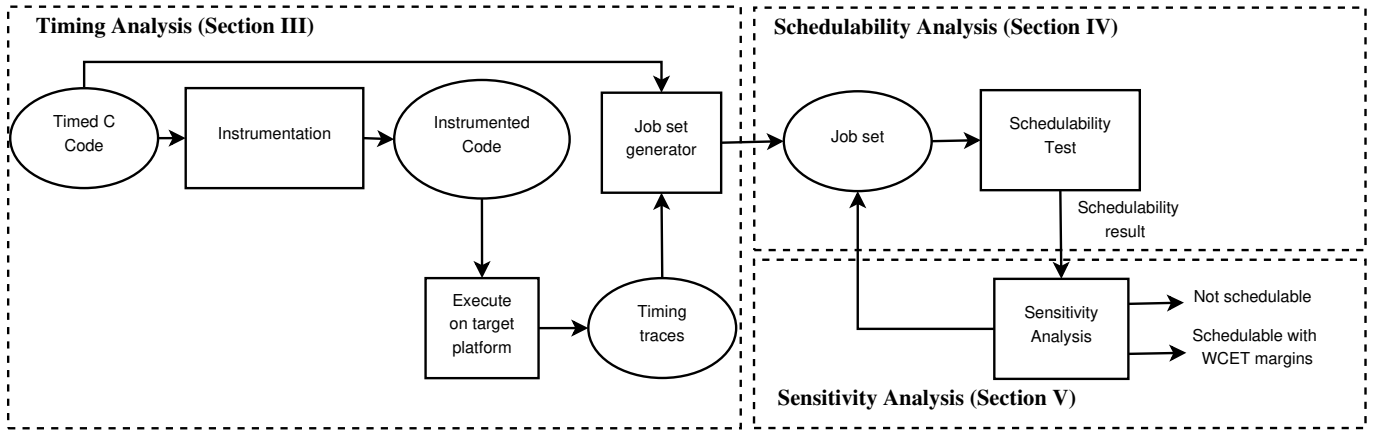 Timing Analysis (Section III)
Schedulability Analysis (Section IV)
Timed C
Code
Instrumentation
Instrumented
Code
Job set
generator
Job set
Schedulability
Test
Schedulability
result
Execute
on target
platform
Timing
traces
Sensitivity
Analysis
Not schedulable
Schedulable with
WCET margins
Sensitivity Analysis (Section V)